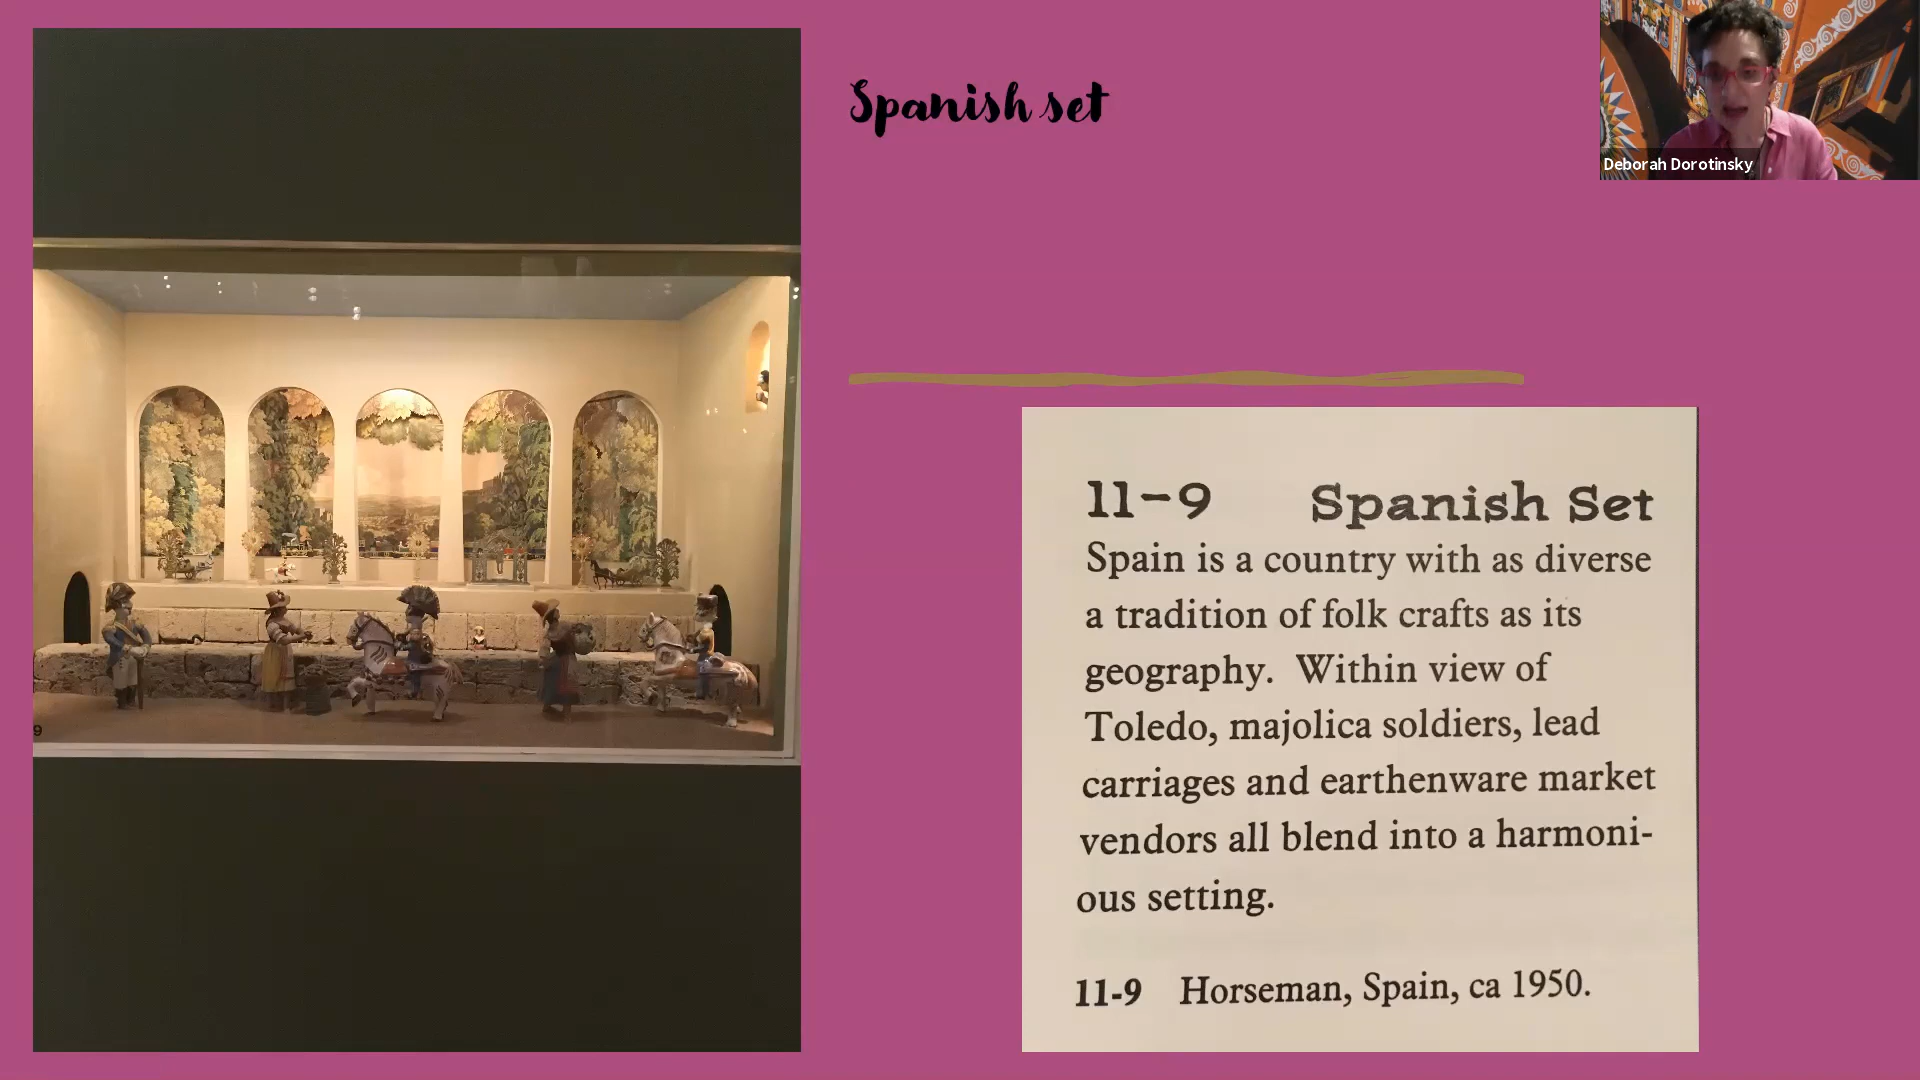 Spanish set
Deborah Dorotinsky
9
11-9 Spanish Set
Spain is a country with as diverse
a tradition of folk crafts as its
geography. Within view of
Toledo, majolica soldiers, lead
carriages and earthenware market
vendors all blend into a harmoni-
ous setting.
11-9 Horseman, Spain, ca 1950.